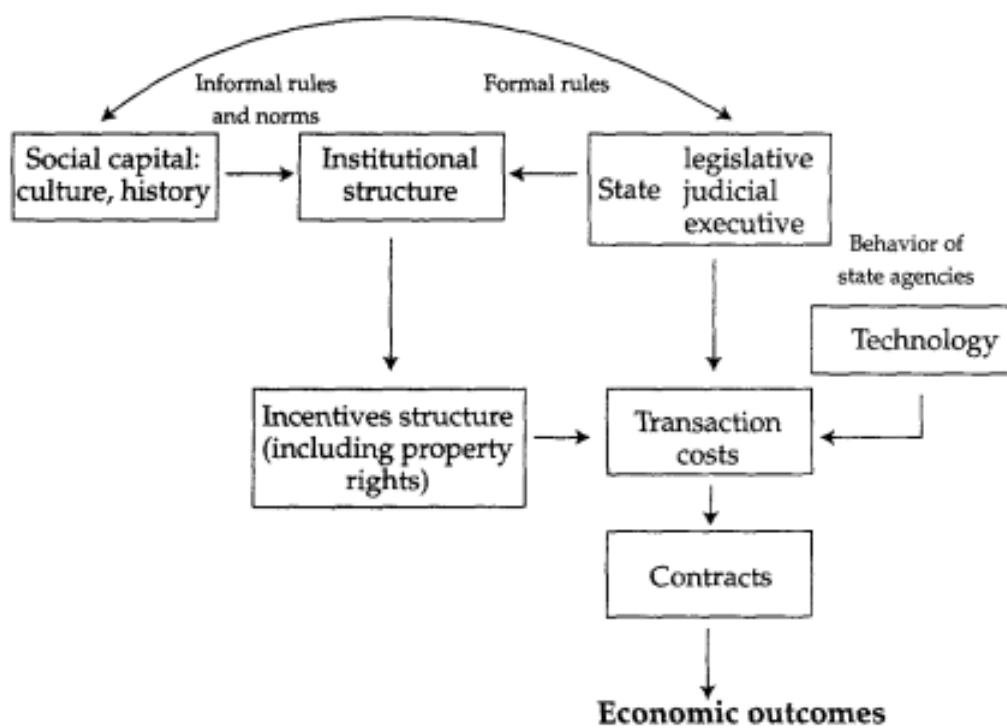 Informal rules
and norms
Formal rules
Social capital:
culture, history
Institutional
structure
State
legislative
judicial
executive
Behavior of
state agencies
Technology
Incentives structure
(including property
rights)
Transaction
costs
Contracts
Economic outcomes